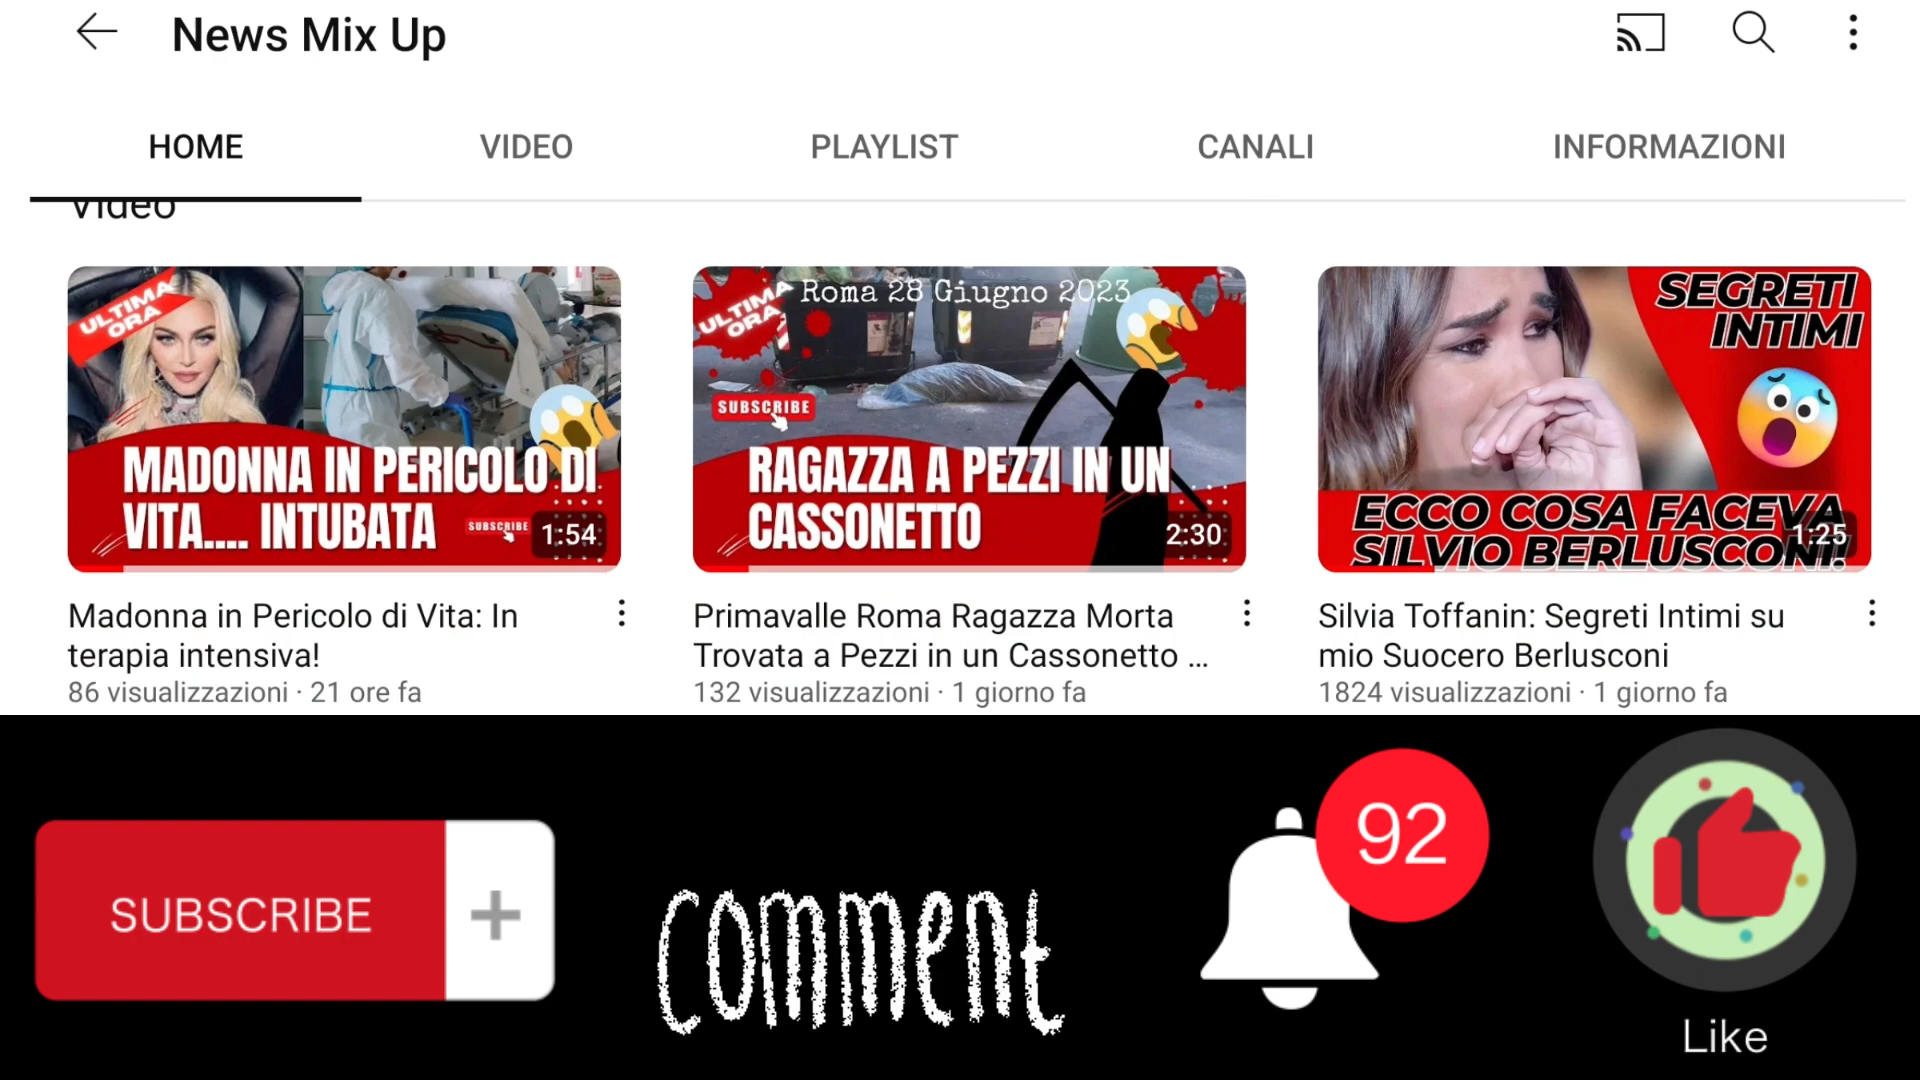 News Mix Up
HOME
VIDEO
PLAYLIST
CANALI
INFORMAZIONI
Video
ULTIMA
ORA
MADONNA IN PERICOLO DI
VITA.... INTUBATA
SUBSCRIBE
1:54
Madonna in Pericolo di Vita: In
terapia intensiva!
86 visualizzazioni · 21 ore fa
ULTIMA
ORA
Roma 28 Giugno 2023
SUBSCRIBE
RAGAZZA A PEZZI IN UN
CASSONETTO
2:30
Primavalle Roma Ragazza Morta
Trovata a Pezzi in un Cassonetto ...
132 visualizzazioni · 1 giorno fa
SEGRETI
INTIMI
ECCO COSA FACEVA
SILVIO BERLUSCONI!
1:25
Silvia Toffanin: Segreti Intimi su
mio Suocero Berlusconi
1824 visualizzazioni · 1 giorno fa
SUBSCRIBE
comment
92
Like